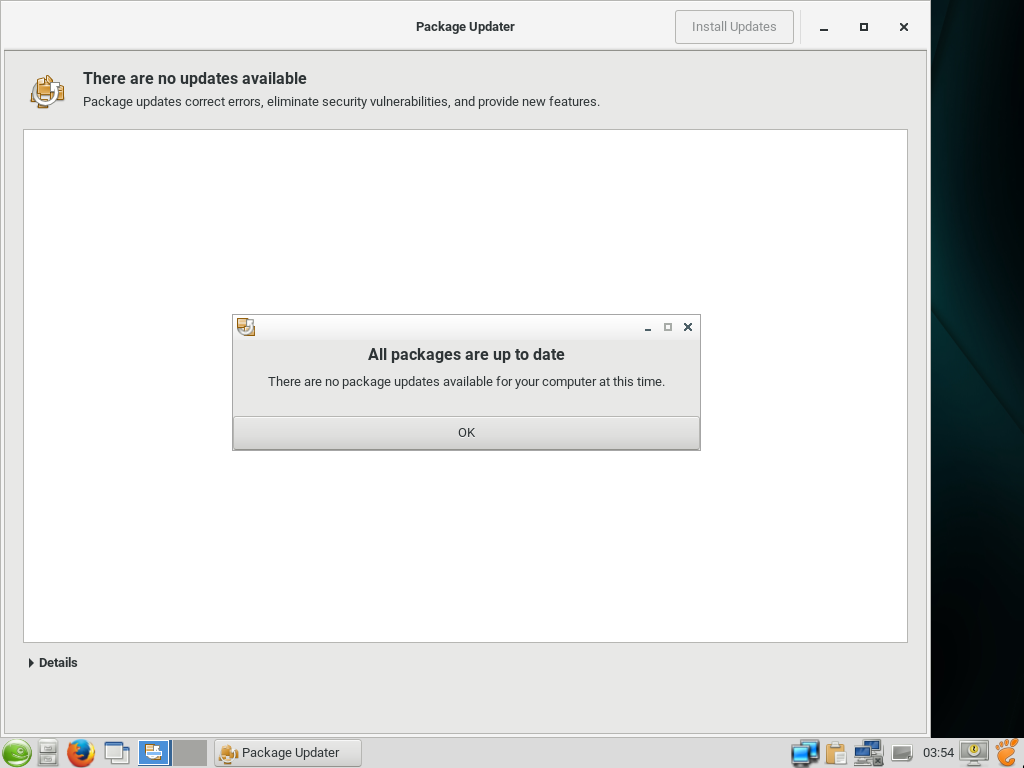 Package Updater
Install Updates
There are no updates available
Package updates correct errors, eliminate security vulnerabilities, and provide new features.
All packages are up to date
There are no package updates available for your computer at this time.
OK
Details
Package Updater
03:54